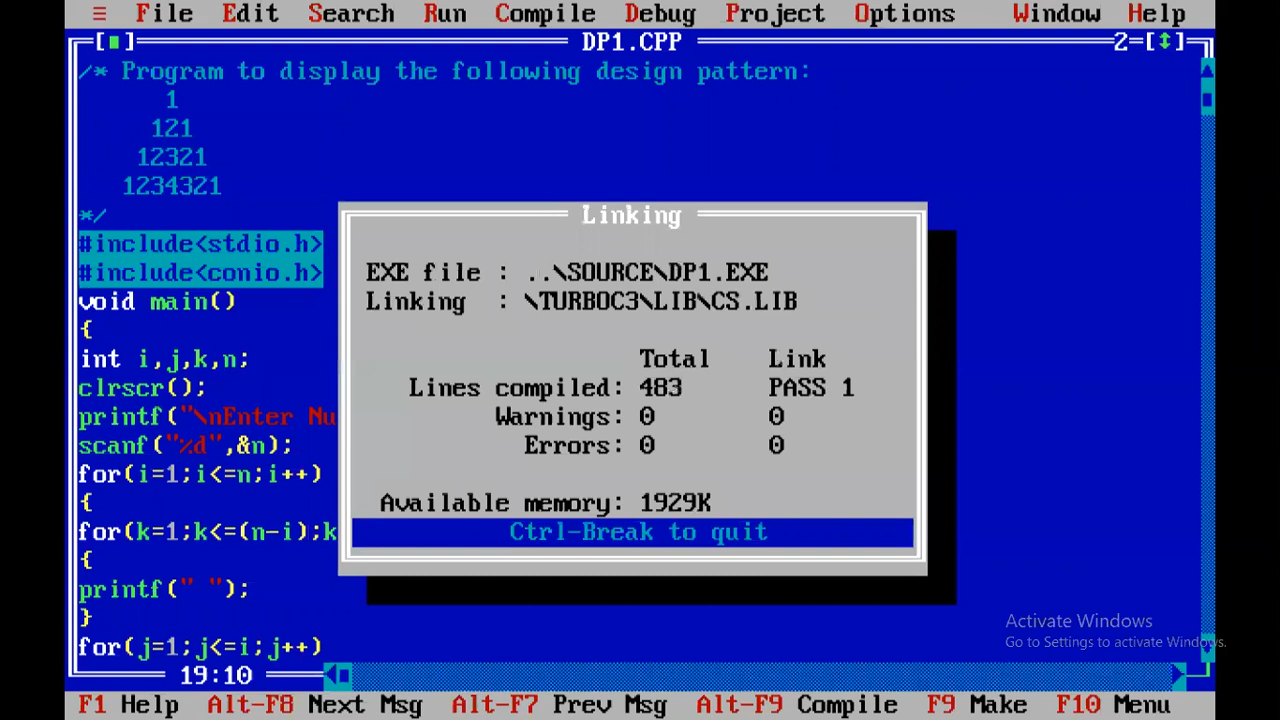 ≡ File Edit Search Run Compile Debug Project Options Window Help
[■] DP1.CPP 2=[↕]
/* Program to display the following design pattern:
1
121
12321
1234321
*/
#include<stdio.h>
#include<conio.h>
void main()
{
int i,j,k,n;
clrscr();
printf("\nEnter Nu
scanf("%d",&n);
for(i=1;i<=n;i++)
{
for(k=1;k<=(n-i);k
{
printf(" ");
}
for(j=1;j<=i;j++)
19:10
Linking
EXE file : ..\SOURCE\DP1.EXE
Linking : \TURBOC3\LIB\CS.LIB
Total Link
Lines compiled: 483 PASS 1
Warnings: 0 0
Errors: 0 0
Available memory: 1929K
Ctrl-Break to quit
Activate Windows
Go to Settings to activate Windows.
F1 Help Alt-F8 Next Msg Alt-F7 Prev Msg Alt-F9 Compile F9 Make F10 Menu